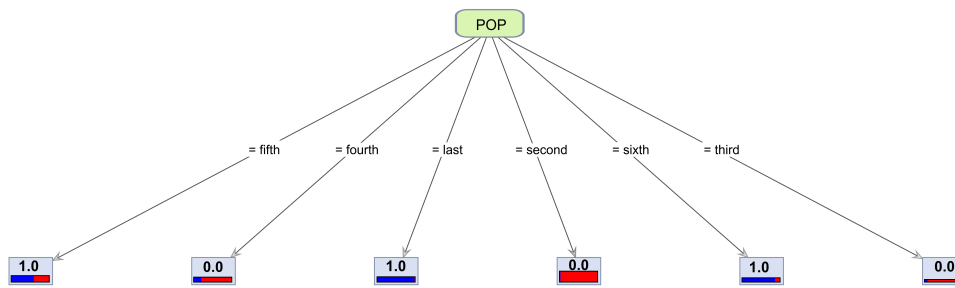 POP
= fifth
= fourth
= last
= second
= sixth
= third
1.0
0.0
1.0
0.0
1.0
0.0